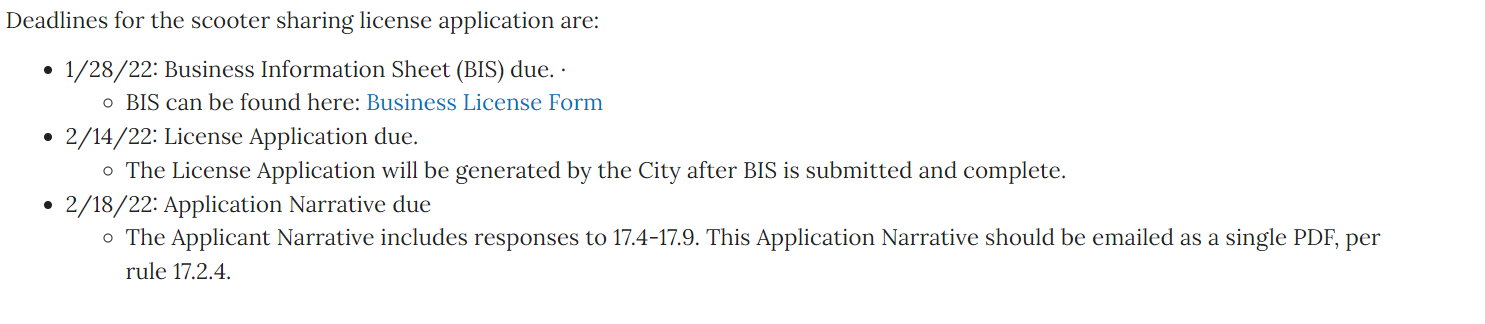 Deadlines for the scooter sharing license application are:
• 1/28/22: Business Information Sheet (BIS) due. ·
◦ BIS can be found here: Business License Form
• 2/14/22: License Application due.
◦ The License Application will be generated by the City after BIS is submitted and complete.
• 2/18/22: Application Narrative due
◦ The Applicant Narrative includes responses to 17.4-17.9. This Application Narrative should be emailed as a single PDF, per
rule 17.2.4.